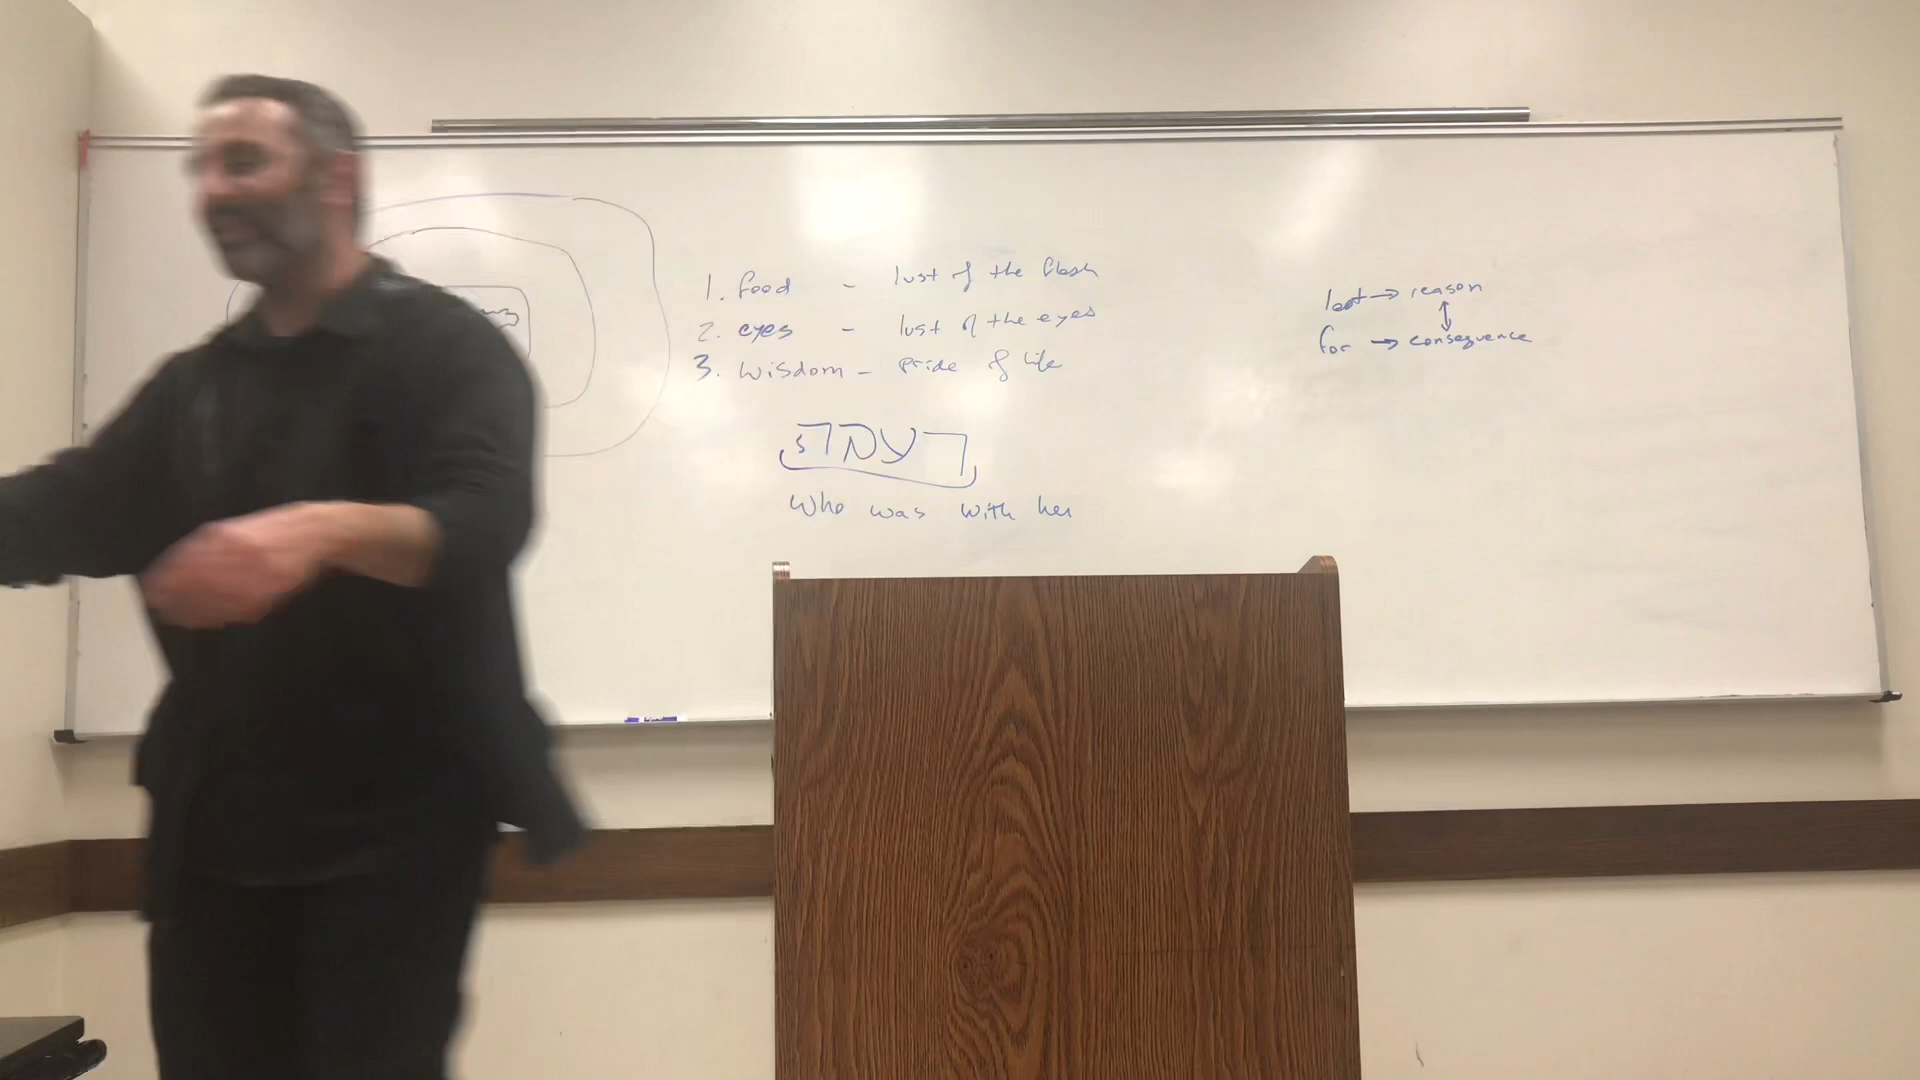 1. food - lust of the flesh
2. eyes - lust of the eyes
3. Wisdom - Pride of life
who was with her
lest → reason
↕
for → consequence